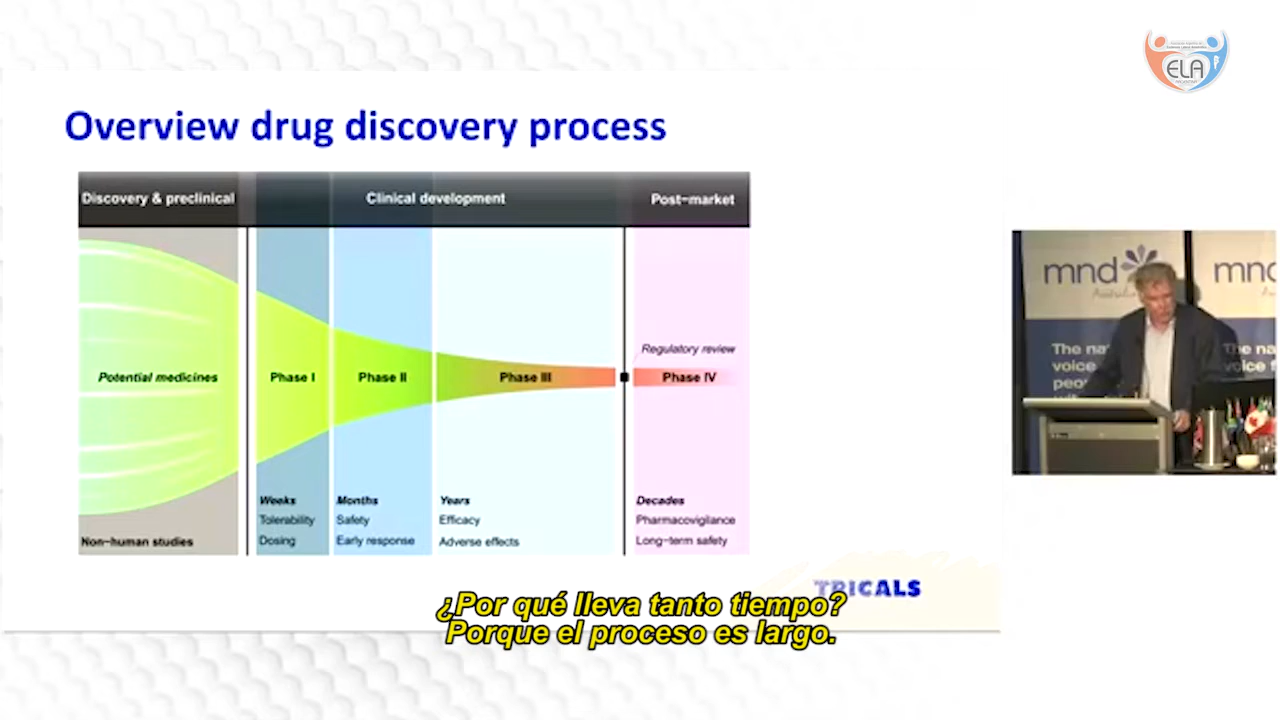 ELA
Overview drug discovery process
Discovery & preclinical
Clinical development
Post-market
Regulatory review
Potential medicines
Phase I
Phase II
Phase III
Phase IV
Weeks
Tolerability
Dosing
Months
Safety
Early response
Years
Efficacy
Adverse effects
Decades
Pharmacovigilance
Long-term safety
Non-human studies
mnd
mnd
The na
voice
peo
The na
voice f
TRICALS
¿Por qué lleva tanto tiempo?
Porque el proceso es largo.